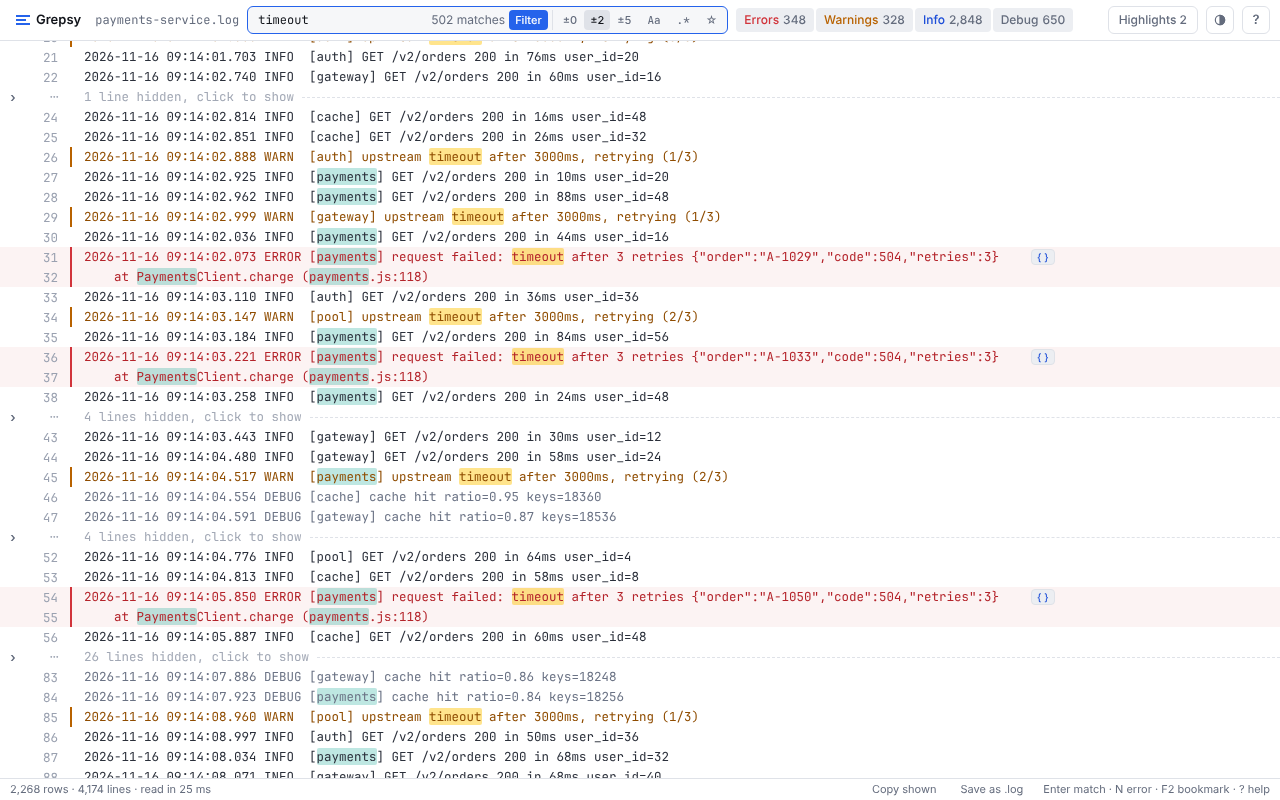 Grepsy payments-service.log timeout 502 matches Filter ±0 ±2 ±5 Aa .* ☆ Errors 348 Warnings 328 Info 2,848 Debug 650 Highlights 2 ?
21 2026-11-16 09:14:01.703 INFO [auth] GET /v2/orders 200 in 76ms user_id=20
22 2026-11-16 09:14:02.740 INFO [gateway] GET /v2/orders 200 in 60ms user_id=16
› ⋯ 1 line hidden, click to show
24 2026-11-16 09:14:02.814 INFO [cache] GET /v2/orders 200 in 16ms user_id=48
25 2026-11-16 09:14:02.851 INFO [cache] GET /v2/orders 200 in 26ms user_id=32
26 2026-11-16 09:14:02.888 WARN [auth] upstream timeout after 3000ms, retrying (1/3)
27 2026-11-16 09:14:02.925 INFO [payments] GET /v2/orders 200 in 10ms user_id=20
28 2026-11-16 09:14:02.962 INFO [payments] GET /v2/orders 200 in 88ms user_id=48
29 2026-11-16 09:14:02.999 WARN [gateway] upstream timeout after 3000ms, retrying (1/3)
30 2026-11-16 09:14:02.036 INFO [payments] GET /v2/orders 200 in 44ms user_id=16
31 2026-11-16 09:14:02.073 ERROR [payments] request failed: timeout after 3 retries {"order":"A-1029","code":504,"retries":3} {}
32 at PaymentsClient.charge (payments.js:118)
33 2026-11-16 09:14:03.110 INFO [auth] GET /v2/orders 200 in 36ms user_id=36
34 2026-11-16 09:14:03.147 WARN [pool] upstream timeout after 3000ms, retrying (2/3)
35 2026-11-16 09:14:03.184 INFO [payments] GET /v2/orders 200 in 84ms user_id=56
36 2026-11-16 09:14:03.221 ERROR [payments] request failed: timeout after 3 retries {"order":"A-1033","code":504,"retries":3} {}
37 at PaymentsClient.charge (payments.js:118)
38 2026-11-16 09:14:03.258 INFO [payments] GET /v2/orders 200 in 24ms user_id=48
› ⋯ 4 lines hidden, click to show
43 2026-11-16 09:14:03.443 INFO [gateway] GET /v2/orders 200 in 30ms user_id=12
44 2026-11-16 09:14:04.480 INFO [gateway] GET /v2/orders 200 in 58ms user_id=24
45 2026-11-16 09:14:04.517 WARN [payments] upstream timeout after 3000ms, retrying (2/3)
46 2026-11-16 09:14:04.554 DEBUG [cache] cache hit ratio=0.95 keys=18360
47 2026-11-16 09:14:04.591 DEBUG [gateway] cache hit ratio=0.87 keys=18536
› ⋯ 4 lines hidden, click to show
52 2026-11-16 09:14:04.776 INFO [pool] GET /v2/orders 200 in 64ms user_id=4
53 2026-11-16 09:14:04.813 INFO [cache] GET /v2/orders 200 in 58ms user_id=8
54 2026-11-16 09:14:05.850 ERROR [payments] request failed: timeout after 3 retries {"order":"A-1050","code":504,"retries":3} {}
55 at PaymentsClient.charge (payments.js:118)
56 2026-11-16 09:14:05.887 INFO [cache] GET /v2/orders 200 in 60ms user_id=48
› ⋯ 26 lines hidden, click to show
83 2026-11-16 09:14:07.886 DEBUG [gateway] cache hit ratio=0.86 keys=18248
84 2026-11-16 09:14:07.923 DEBUG [payments] cache hit ratio=0.84 keys=18256
85 2026-11-16 09:14:08.960 WARN [pool] upstream timeout after 3000ms, retrying (1/3)
86 2026-11-16 09:14:08.997 INFO [auth] GET /v2/orders 200 in 50ms user_id=36
87 2026-11-16 09:14:08.034 INFO [payments] GET /v2/orders 200 in 68ms user_id=32
88 2026-11-16 09:14:08.071 INFO [gateway] GET /v2/orders 200 in 68ms user_id=40
2,268 rows · 4,174 lines · read in 25 ms Copy shown Save as .log Enter match · N error · F2 bookmark · ? help